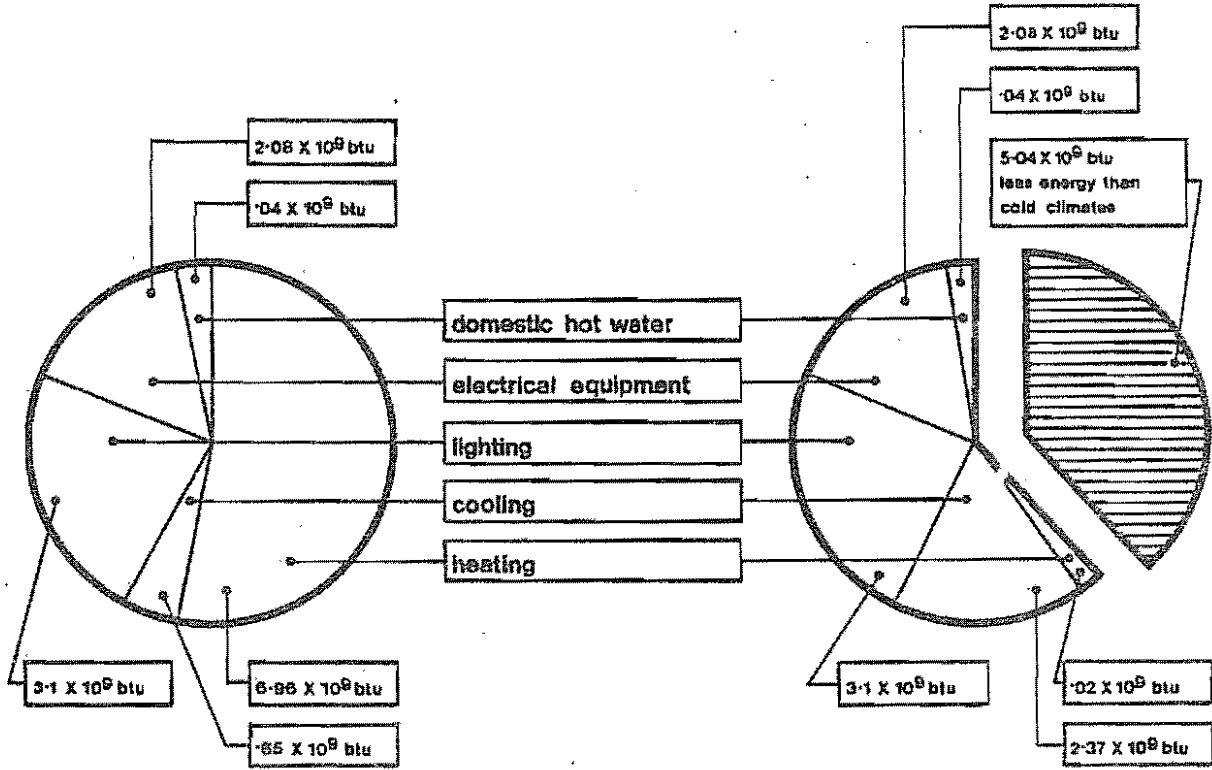 2·08 X 10⁹ btu
·04 X 10⁹ btu
5·04 X 10⁹ btu
less energy than
cold climates
2·08 X 10⁹ btu
·04 X 10⁹ btu
domestic hot water
electrical equipment
lighting
cooling
heating
3·1 X 10⁹ btu
6·96 X 10⁹ btu
·65 X 10⁹ btu
3·1 X 10⁹ btu
·02 X 10⁹ btu
2·37 X 10⁹ btu